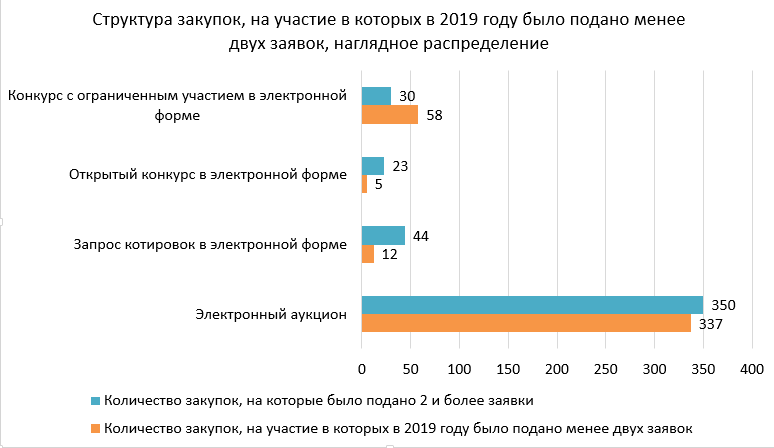 Структура закупок, на участие в которых в 2019 году было подано менее
двух заявок, наглядное распределение
Конкурс с ограниченным участием в электронной
форме
30
58
Открытый конкурс в электронной форме
23
5
Запрос котировок в электронной форме
44
12
Электронный аукцион
350
337
0 50 100 150 200 250 300 350 400
Количество закупок, на которые было подано 2 и более заявки
Количество закупок, на участие в которых в 2019 году было подано менее двух заявок